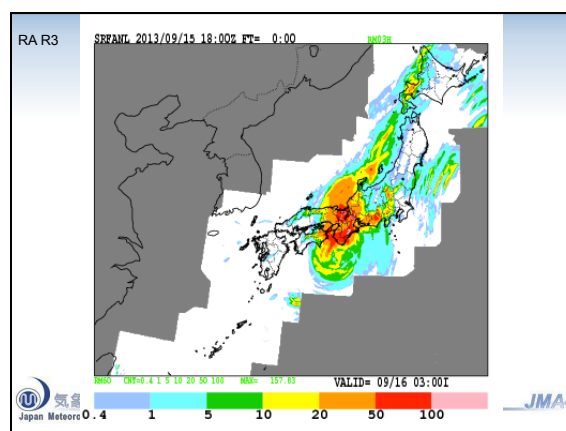 RA R3
SRFANL 2013/09/15 18:00Z FT= 0:00
RM03H
RM60 CNT=0.4 1 5 10 20 50 100 MAX= 157.83
VALID= 09/16 03:00I
0.4 1 5 10 20 50 100
気象
Japan Meteoro
JMA